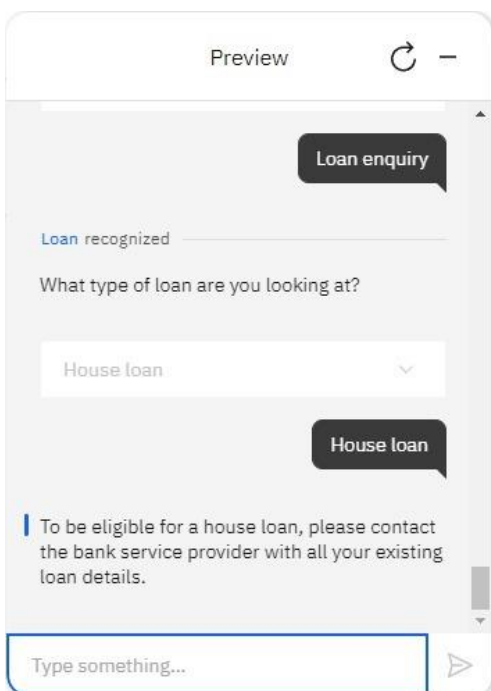 Preview
Loan enquiry
Loan recognized
What type of loan are you looking at?
House loan
House loan
To be eligible for a house loan, please contact
the bank service provider with all your existing
loan details.
Type something...